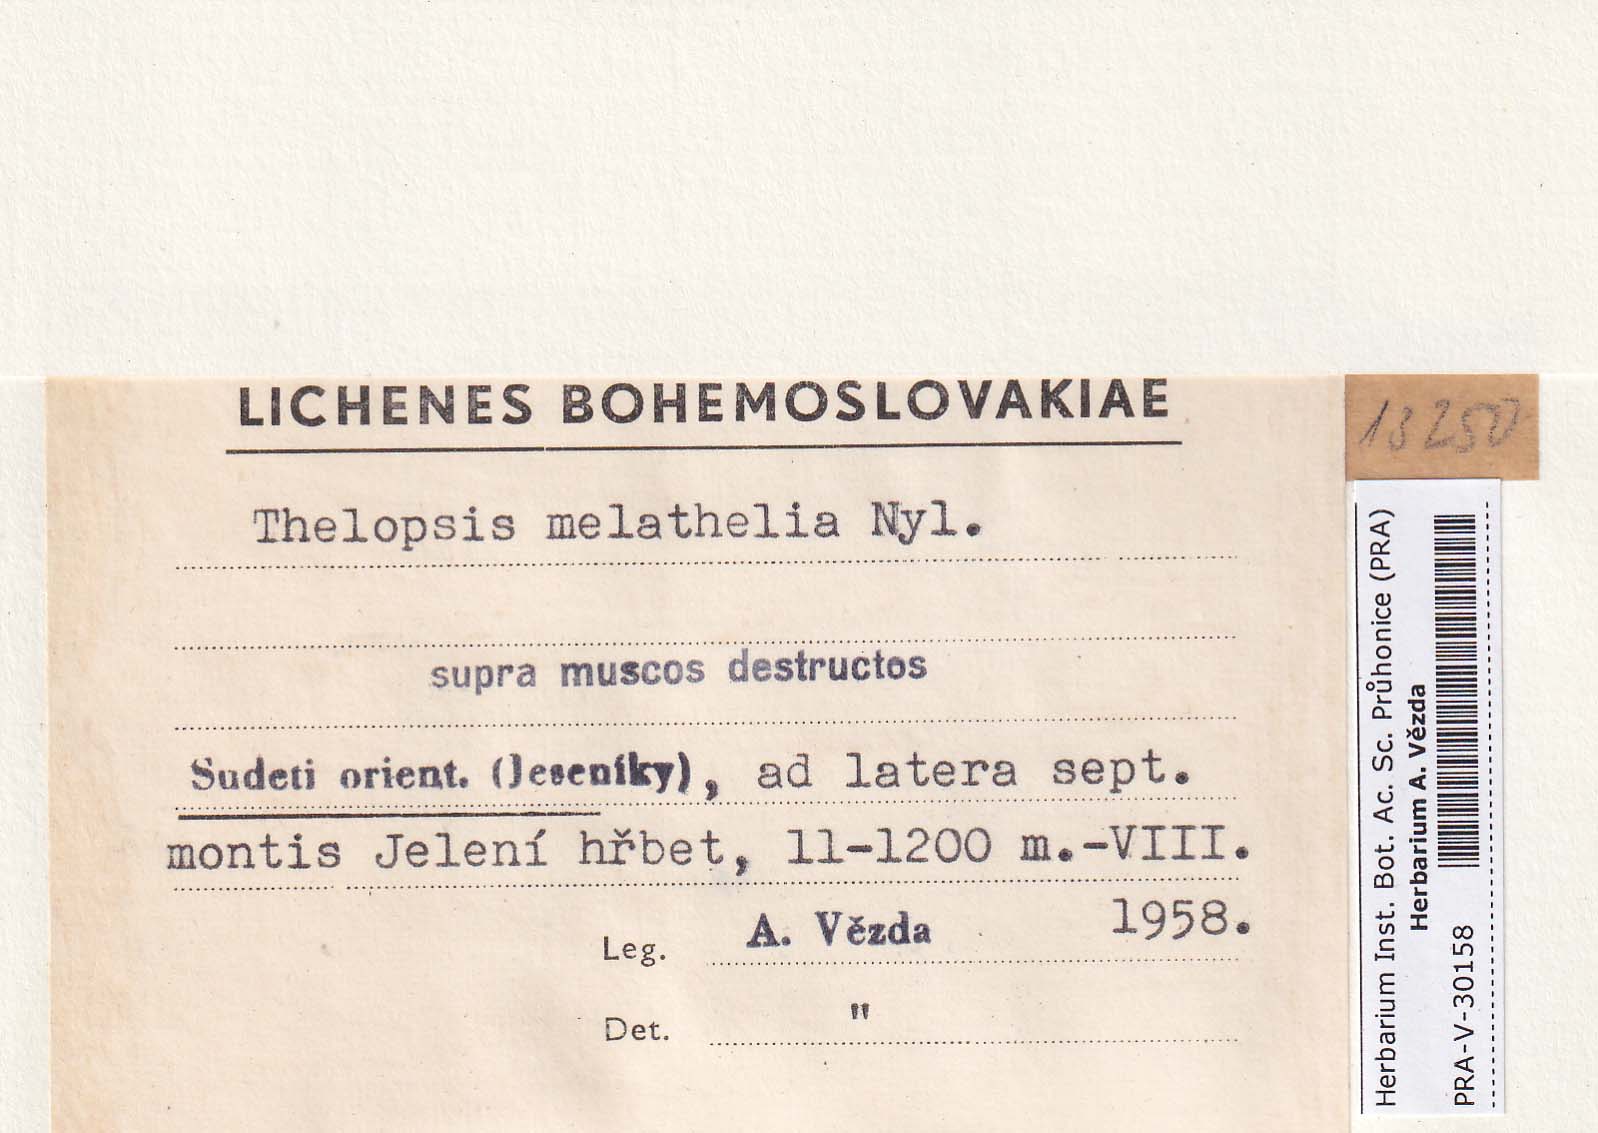 LICHENES BOHEMOSLOVAKIAE
Thelopsis melathelia Nyl.
supra muscos destructos
Sudeti orient. (Jeseníky), ad latera sept.
montis Jelení hřbet, 11-1200 m.-VIII.
1958.
Leg. A. Vězda
Det. "
13250
Herbarium Inst. Bot. Ac. Sc. Průhonice (PRA)
Herbarium A. Vězda
PRA-V-30158